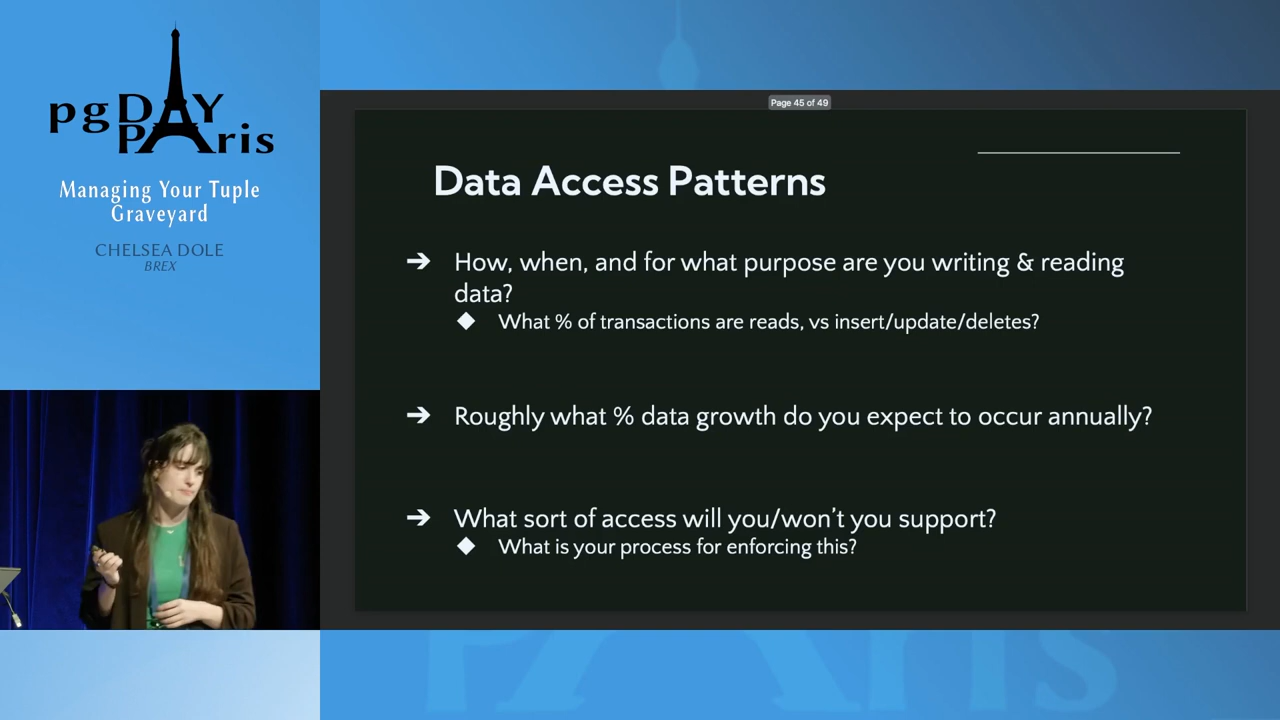 pgDAY
PAris
Managing Your Tuple
Graveyard
CHELSEA DOLE
BREX
Page 45 of 49
Data Access Patterns
➔ How, when, and for what purpose are you writing & reading
data?
◆ What % of transactions are reads, vs insert/update/deletes?
➔ Roughly what % data growth do you expect to occur annually?
➔ What sort of access will you/won't you support?
◆ What is your process for enforcing this?